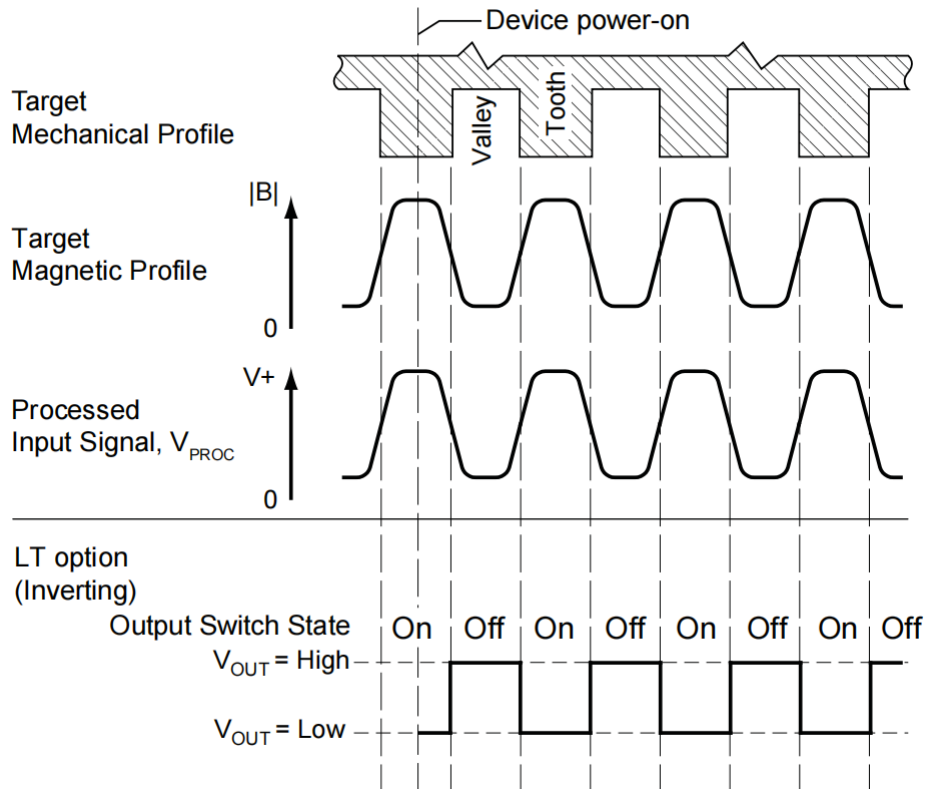 Device power-on
Target
Mechanical Profile
Valley
Tooth
|B|
Target
Magnetic Profile
0
V+
Processed
Input Signal, VPROC
0
LT option
(Inverting)
Output Switch State On Off On Off On Off On Off
VOUT = High
VOUT = Low